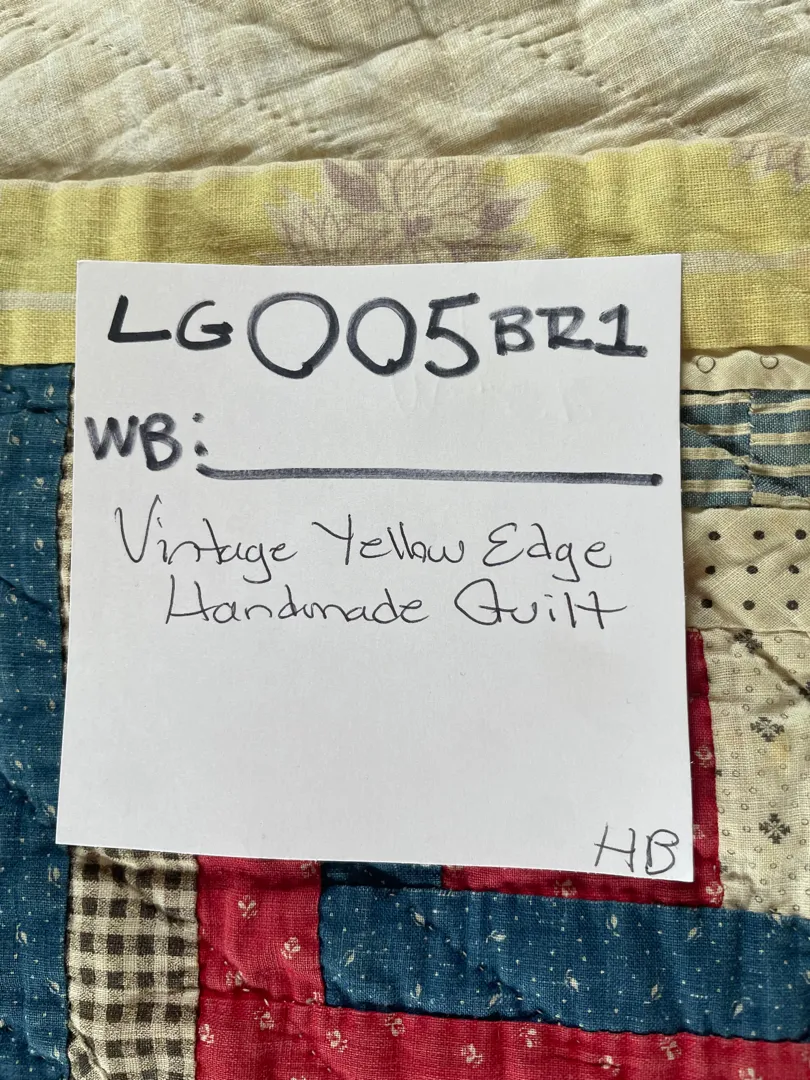 LG005BR1
WB:
Vintage Yellow Edge
Handmade Quilt
HB